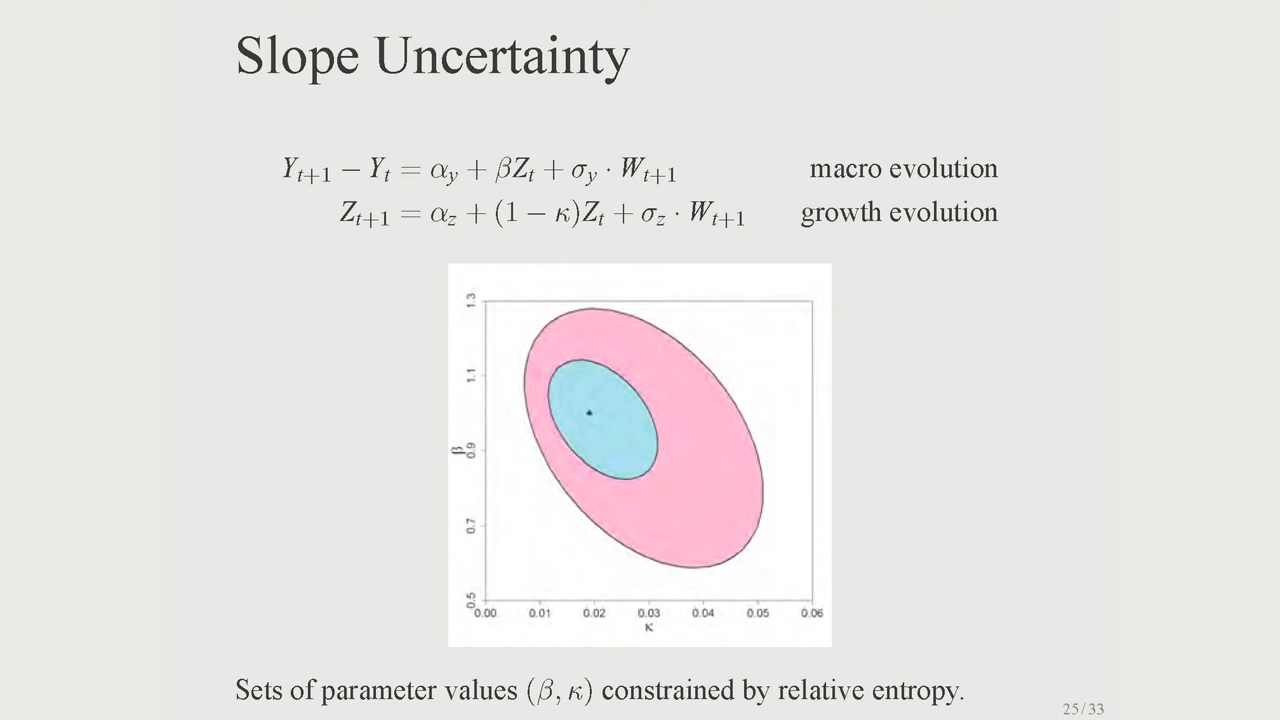 Slope Uncertainty
Y_{t+1} − Y_t = α_y + βZ_t + σ_y · W_{t+1} macro evolution
Z_{t+1} = α_z + (1 − κ)Z_t + σ_z · W_{t+1} growth evolution
1.3
1.1
0.9
β
0.7
0.5
0.00 0.01 0.02 0.03 0.04 0.05 0.06
κ
Sets of parameter values (β, κ) constrained by relative entropy.
25/33